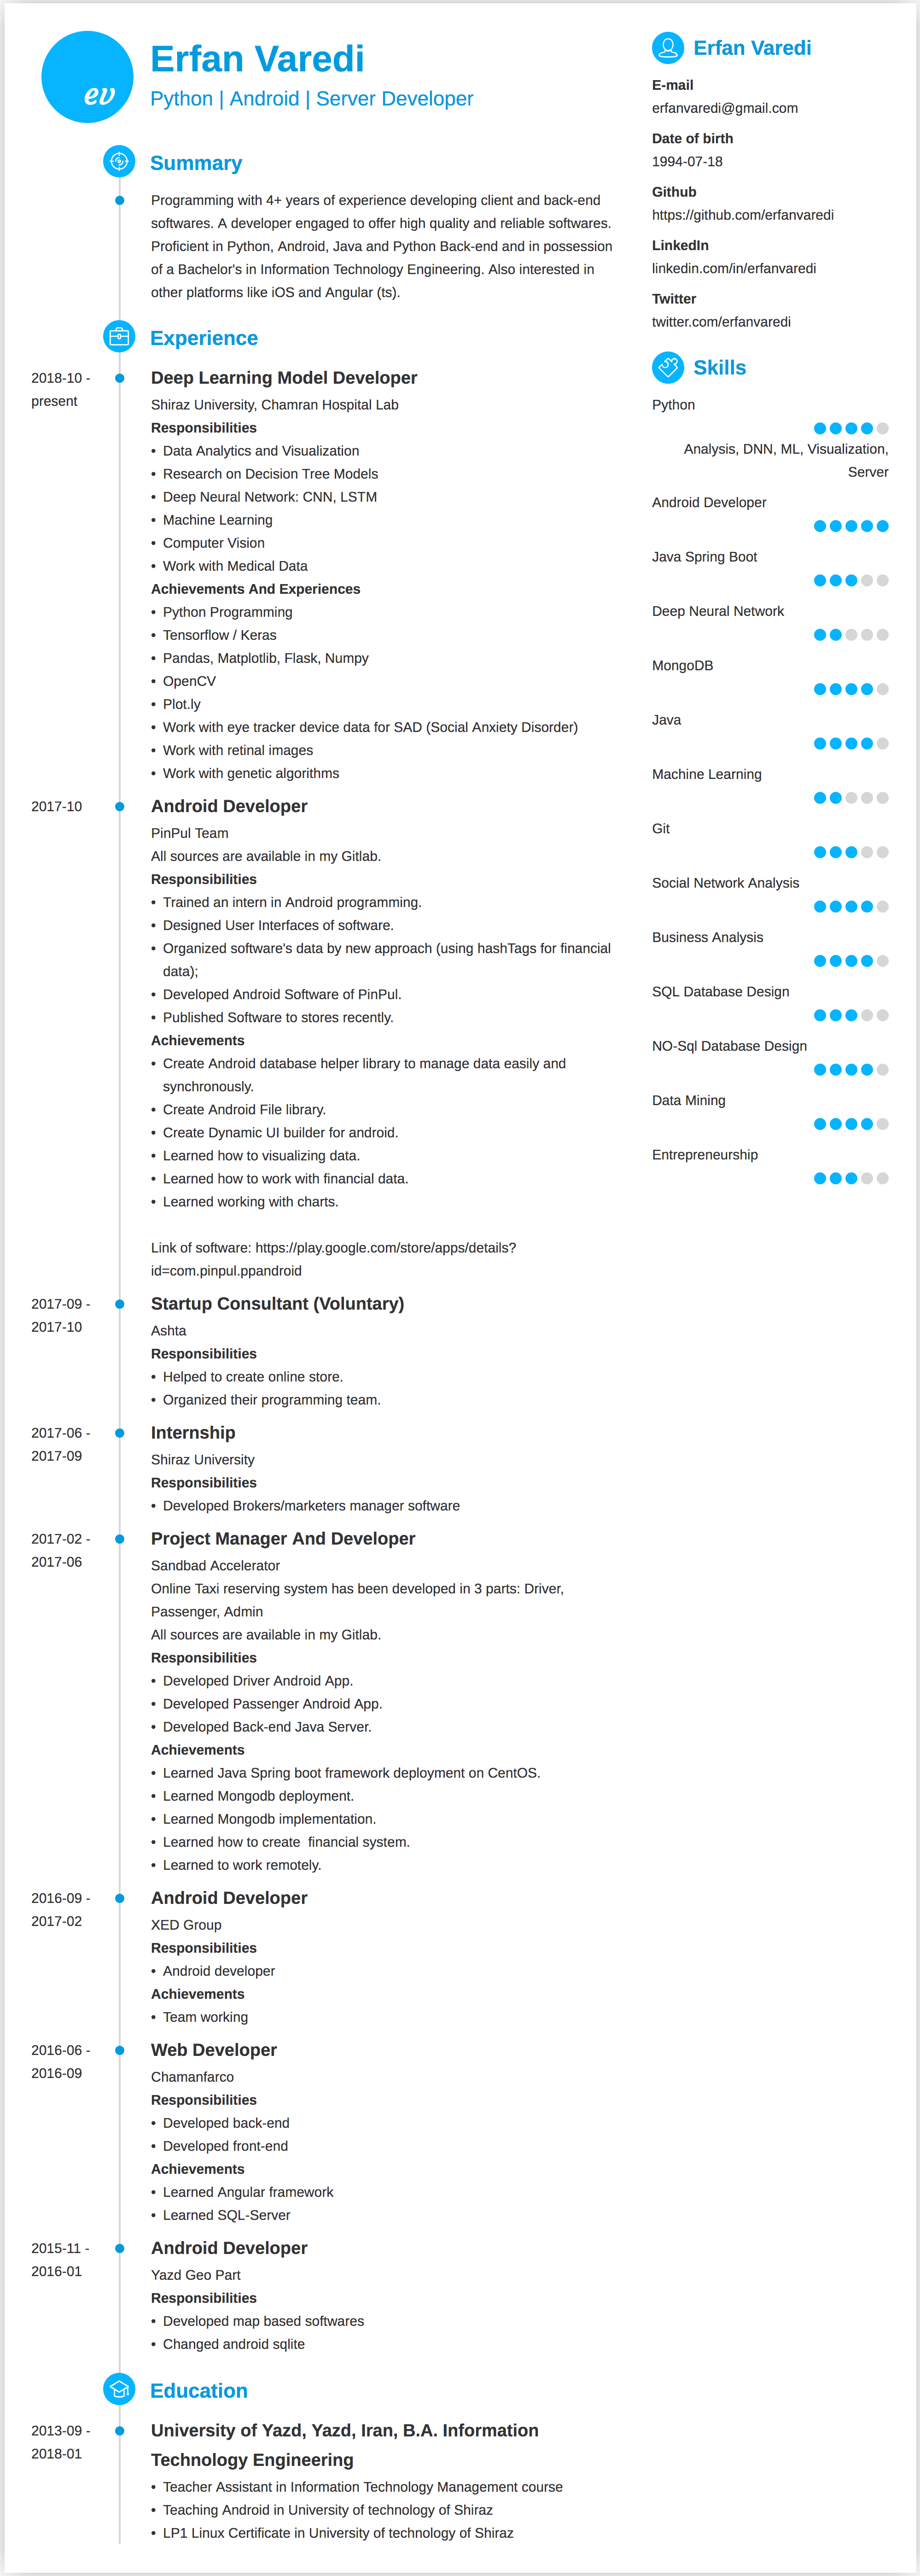 ev
Erfan Varedi
Python | Android | Server Developer
Summary
Programming with 4+ years of experience developing client and back-end
softwares. A developer engaged to offer high quality and reliable softwares.
Proficient in Python, Android, Java and Python Back-end and in possession
of a Bachelor's in Information Technology Engineering. Also interested in
other platforms like iOS and Angular (ts).
Experience
2018-10 -
present
Deep Learning Model Developer
Shiraz University, Chamran Hospital Lab
Responsibilities
• Data Analytics and Visualization
• Research on Decision Tree Models
• Deep Neural Network: CNN, LSTM
• Machine Learning
• Computer Vision
• Work with Medical Data
Achievements And Experiences
• Python Programming
• Tensorflow / Keras
• Pandas, Matplotlib, Flask, Numpy
• OpenCV
• Plot.ly
• Work with eye tracker device data for SAD (Social Anxiety Disorder)
• Work with retinal images
• Work with genetic algorithms
2017-10
Android Developer
PinPul Team
All sources are available in my Gitlab.
Responsibilities
• Trained an intern in Android programming.
• Designed User Interfaces of software.
• Organized software's data by new approach (using hashTags for financial
data);
• Developed Android Software of PinPul.
• Published Software to stores recently.
Achievements
• Create Android database helper library to manage data easily and
synchronously.
• Create Android File library.
• Create Dynamic UI builder for android.
• Learned how to visualizing data.
• Learned how to work with financial data.
• Learned working with charts.
Link of software: https://play.google.com/store/apps/details?
id=com.pinpul.ppandroid
2017-09 -
2017-10
Startup Consultant (Voluntary)
Ashta
Responsibilities
• Helped to create online store.
• Organized their programming team.
2017-06 -
2017-09
Internship
Shiraz University
Responsibilities
• Developed Brokers/marketers manager software
2017-02 -
2017-06
Project Manager And Developer
Sandbad Accelerator
Online Taxi reserving system has been developed in 3 parts: Driver,
Passenger, Admin
All sources are available in my Gitlab.
Responsibilities
• Developed Driver Android App.
• Developed Passenger Android App.
• Developed Back-end Java Server.
Achievements
• Learned Java Spring boot framework deployment on CentOS.
• Learned Mongodb deployment.
• Learned Mongodb implementation.
• Learned how to create  financial system.
• Learned to work remotely.
2016-09 -
2017-02
Android Developer
XED Group
Responsibilities
• Android developer
Achievements
• Team working
2016-06 -
2016-09
Web Developer
Chamanfarco
Responsibilities
• Developed back-end
• Developed front-end
Achievements
• Learned Angular framework
• Learned SQL-Server
2015-11 -
2016-01
Android Developer
Yazd Geo Part
Responsibilities
• Developed map based softwares
• Changed android sqlite
Education
2013-09 -
2018-01
University of Yazd, Yazd, Iran, B.A. Information
Technology Engineering
• Teacher Assistant in Information Technology Management course
• Teaching Android in University of technology of Shiraz
• LP1 Linux Certificate in University of technology of Shiraz
Erfan Varedi
E-mail
erfanvaredi@gmail.com
Date of birth
1994-07-18
Github
https://github.com/erfanvaredi
LinkedIn
linkedin.com/in/erfanvaredi
Twitter
twitter.com/erfanvaredi
Skills
Python
Analysis, DNN, ML, Visualization,
Server
Android Developer
Java Spring Boot
Deep Neural Network
MongoDB
Java
Machine Learning
Git
Social Network Analysis
Business Analysis
SQL Database Design
NO-Sql Database Design
Data Mining
Entrepreneurship